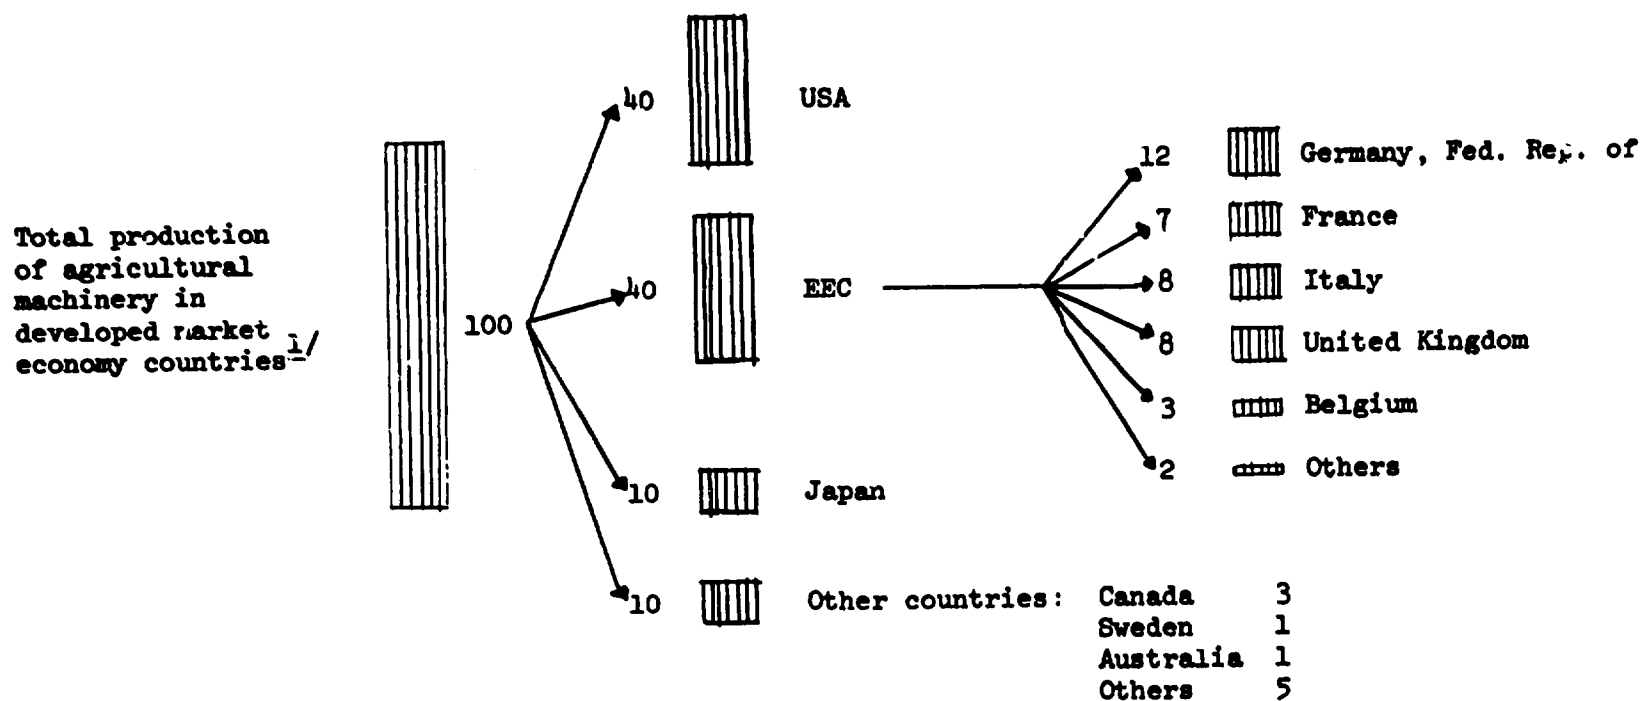 Total production
of agricultural
machinery in
developed market
economy countries 1/
100
40 USA
40 EEC
10 Japan
10 Other countries:
12 Germany, Fed. Rep. of
7 France
8 Italy
8 United Kingdom
3 Belgium
2 Others
Canada 3
Sweden 1
Australia 1
Others 5